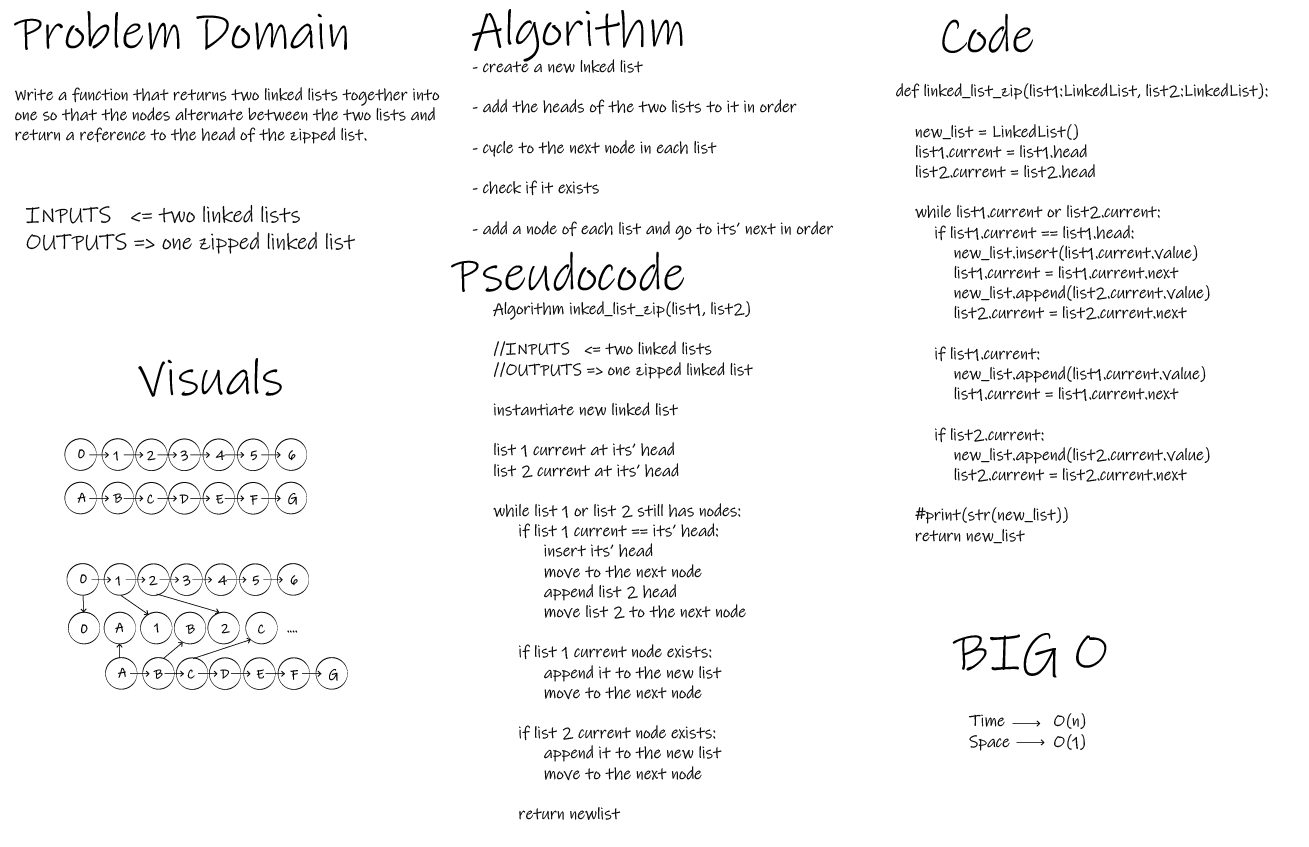 Problem Domain
Write a function that returns two linked lists together into
one so that the nodes alternate between the two lists and
return a reference to the head of the zipped list.
INPUTS <= two linked lists
OUTPUTS => one zipped linked list
Visuals
0 1 2 3 4 5 6
A B C D E F G
0 1 2 3 4 5 6
0 A 1 B 2 C ....
A B C D E F G
Algorithm
- create a new lnked list
- add the heads of the two lists to it in order
- cycle to the next node in each list
- check if it exists
- add a node of each list and go to its' next in order
Pseudocode
Algorithm inked_list_zip(list1, list2)
//INPUTS <= two linked lists
//OUTPUTS => one zipped linked list
instantiate new linked list
list 1 current at its' head
list 2 current at its' head
while list 1 or list 2 still has nodes:
if list 1 current == its' head:
insert its' head
move to the next node
append list 2 head
move list 2 to the next node
if list 1 current node exists:
append it to the new list
move to the next node
if list 2 current node exists:
append it to the new list
move to the next node
return newlist
Code
def linked_list_zip(list1:LinkedList, list2:LinkedList):
new_list = LinkedList()
list1.current = list1.head
list2.current = list2.head
while list1.current or list2.current:
if list1.current == list1.head:
new_list.insert(list1.current.value)
list1.current = list1.current.next
new_list.append(list2.current.value)
list2.current = list2.current.next
if list1.current:
new_list.append(list1.current.value)
list1.current = list1.current.next
if list2.current:
new_list.append(list2.current.value)
list2.current = list2.current.next
#print(str(new_list))
return new_list
BIG O
Time → O(n)
Space → O(1)